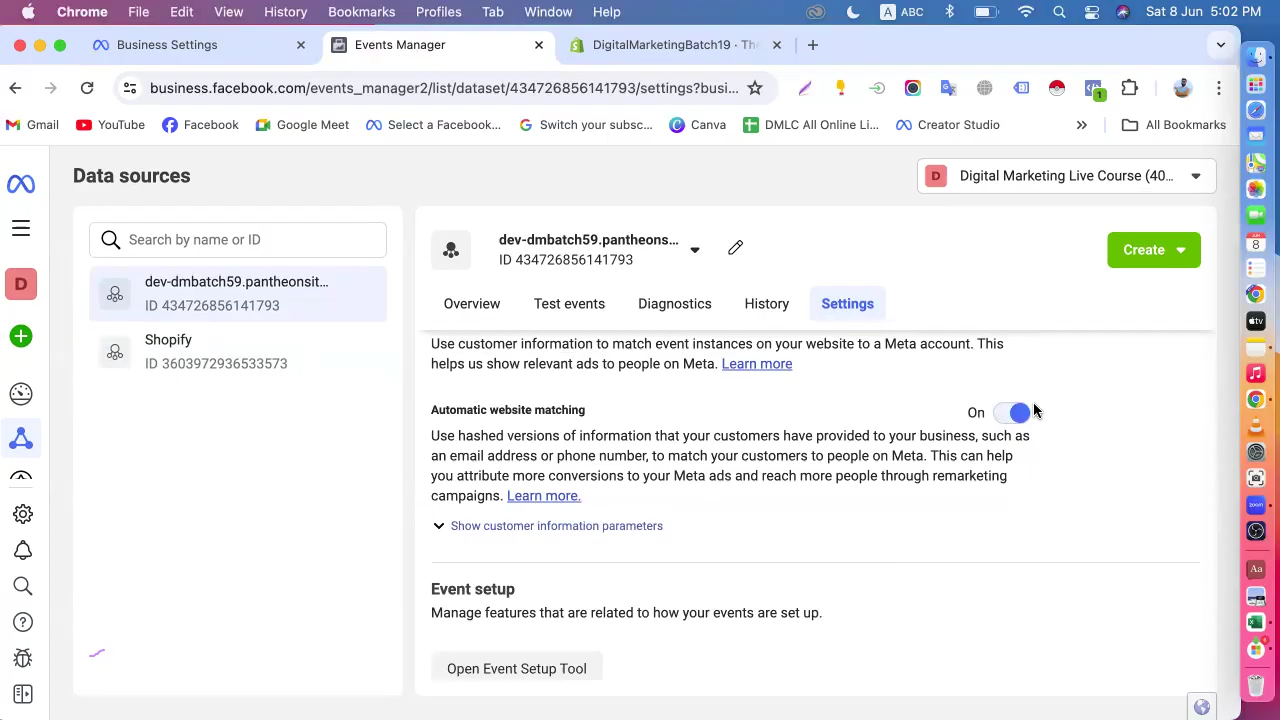 Chrome File Edit View History Bookmarks Profiles Tab Window Help A ABC Sat 8 Jun 5:02 PM
Business Settings Events Manager DigitalMarketingBatch19 · The
business.facebook.com/events_manager2/list/dataset/434726856141793/settings?busi...
1
Gmail YouTube Facebook Google Meet Select a Facebook... Switch your subsc... Canva DMLC All Online Li... Creator Studio All Bookmarks
Data sources
D Digital Marketing Live Course (40...
Search by name or ID
dev-dmbatch59.pantheonsit...
ID 434726856141793
Shopify
ID 3603972936533573
D
dev-dmbatch59.pantheons...
ID 434726856141793
Create
Overview Test events Diagnostics History Settings
Use customer information to match event instances on your website to a Meta account. This
helps us show relevant ads to people on Meta. Learn more
Automatic website matching On
Use hashed versions of information that your customers have provided to your business, such as
an email address or phone number, to match your customers to people on Meta. This can help
you attribute more conversions to your Meta ads and reach more people through remarketing
campaigns. Learn more.
Show customer information parameters
Event setup
Manage features that are related to how your events are set up.
Open Event Setup Tool
8
tv
zoom
Aa